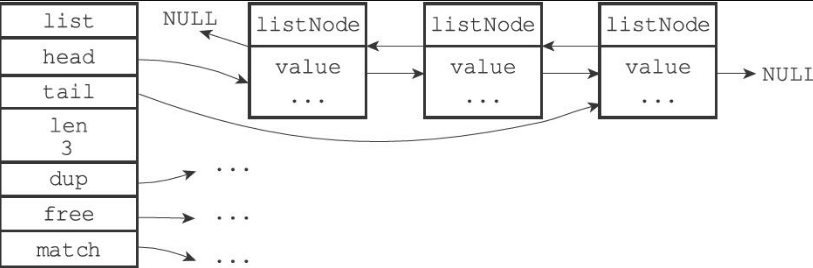 list
head
tail
len
3
dup
free
match
NULL
listNode
value
...
listNode
value
...
listNode
value
...
NULL
...
...
...